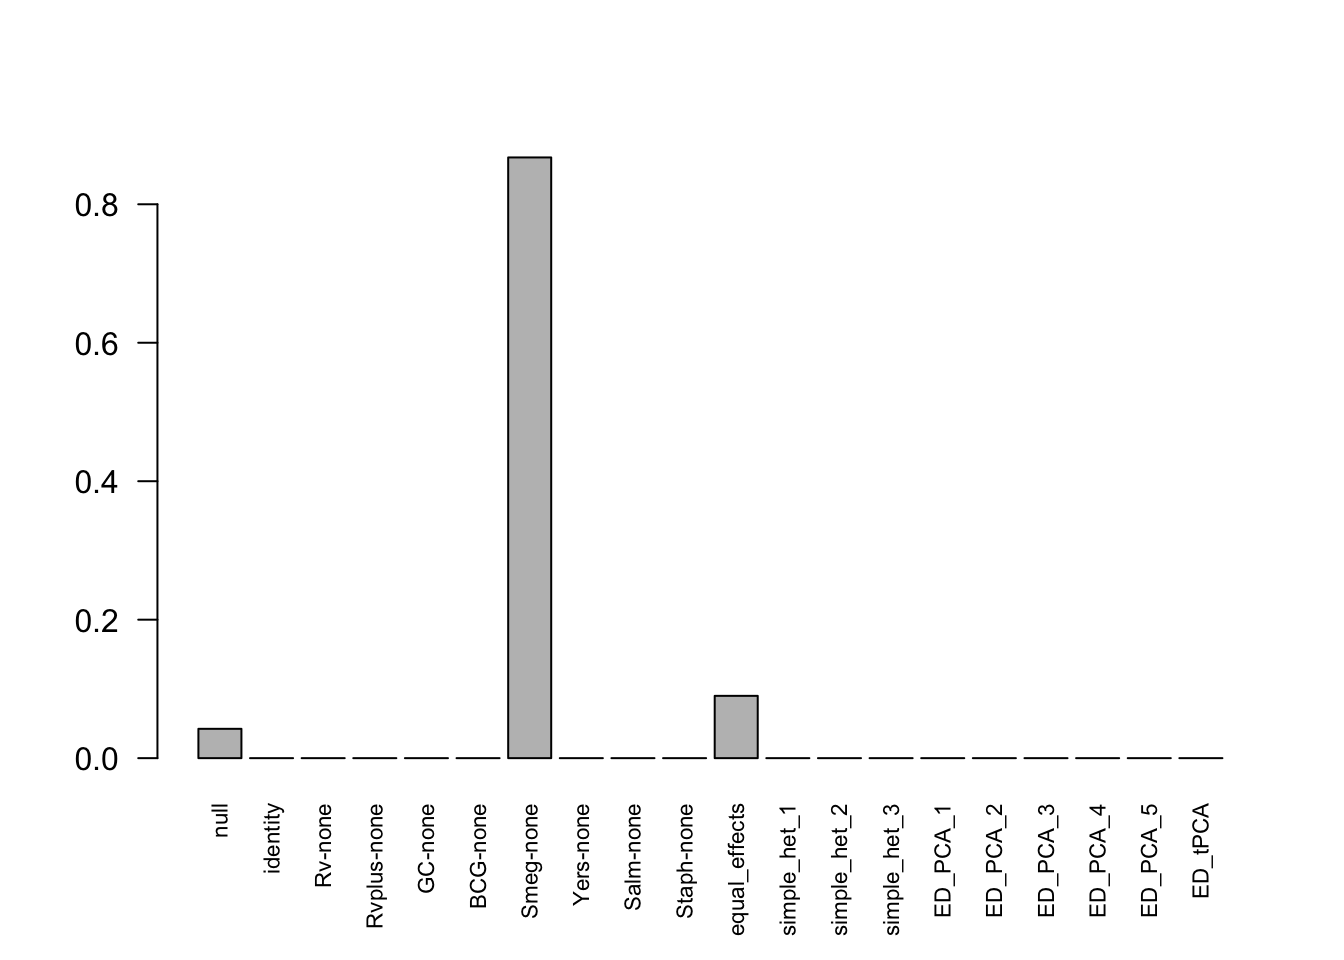 0.8
0.6
0.4
0.2
0.0
null
identity
Rv-none
Rvplus-none
GC-none
BCG-none
Smeg-none
Yers-none
Salm-none
Staph-none
equal_effects
simple_het_1
simple_het_2
simple_het_3
ED_PCA_1
ED_PCA_2
ED_PCA_3
ED_PCA_4
ED_PCA_5
ED_tPCA